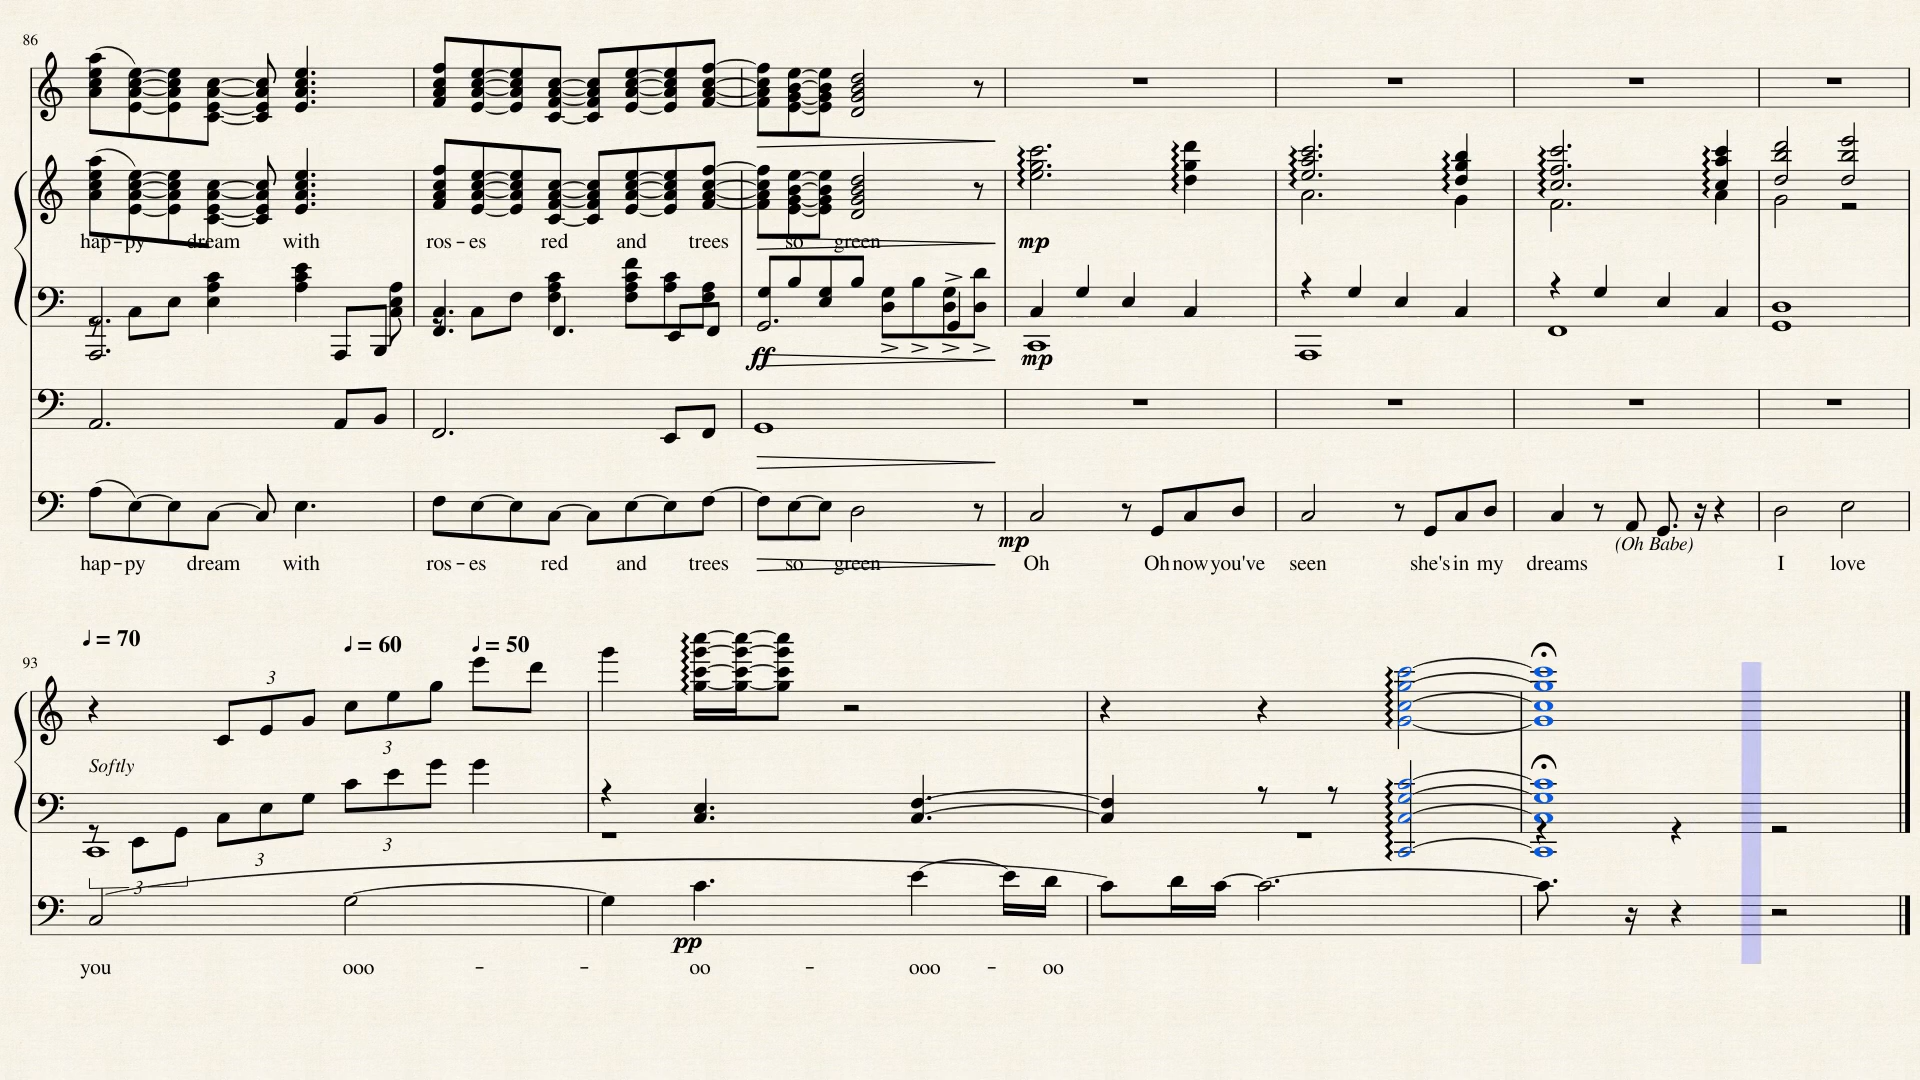 86
hap-py dream with ros-es red and trees so green mp
ff mp
mp (Oh Babe)
hap-py dream with ros-es red and trees so green Oh Oh now you've seen she's in my dreams I love
♩ = 70 ♩ = 60 ♩ = 50
93
3
3
Softly
3
3
3
pp
you ooo - - oo - ooo - oo